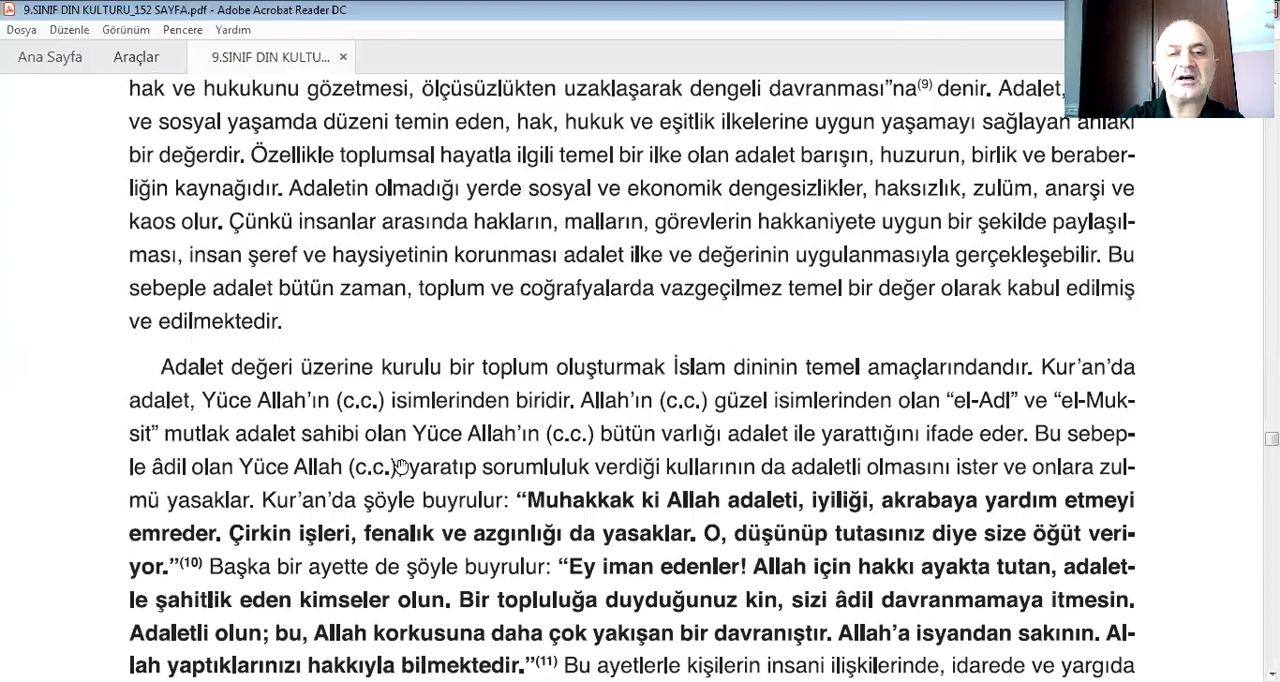 9.SINIF DIN KULTURU_152 SAYFA.pdf - Adobe Acrobat Reader DC
Dosya Düzenle Görünüm Pencere Yardım
Ana Sayfa Araçlar 9.SINIF DIN KULTU... ×
hak ve hukukunu gözetmesi, ölçüsüzlükten uzaklaşarak dengeli davranması”na(9) denir. Adalet,
ve sosyal yaşamda düzeni temin eden, hak, hukuk ve eşitlik ilkelerine uygun yaşamayı sağlayan ahlaki
bir değerdir. Özellikle toplumsal hayatla ilgili temel bir ilke olan adalet barışın, huzurun, birlik ve beraber-
liğin kaynağıdır. Adaletin olmadığı yerde sosyal ve ekonomik dengesizlikler, haksızlık, zulüm, anarşi ve
kaos olur. Çünkü insanlar arasında hakların, malların, görevlerin hakkaniyete uygun bir şekilde paylaşıl-
ması, insan şeref ve haysiyetinin korunması adalet ilke ve değerinin uygulanmasıyla gerçekleşebilir. Bu
sebeple adalet bütün zaman, toplum ve coğrafyalarda vazgeçilmez temel bir değer olarak kabul edilmiş
ve edilmektedir.
Adalet değeri üzerine kurulu bir toplum oluşturmak İslam dininin temel amaçlarındandır. Kur’an’da
adalet, Yüce Allah’ın (c.c.) isimlerinden biridir. Allah’ın (c.c.) güzel isimlerinden olan “el-Adl” ve “el-Muk-
sit” mutlak adalet sahibi olan Yüce Allah’ın (c.c.) bütün varlığı adalet ile yarattığını ifade eder. Bu sebep-
le âdil olan Yüce Allah (c.c.) yaratıp sorumluluk verdiği kullarının da adaletli olmasını ister ve onlara zul-
mü yasaklar. Kur’an’da şöyle buyrulur: “Muhakkak ki Allah adaleti, iyiliği, akrabaya yardım etmeyi
emreder. Çirkin işleri, fenalık ve azgınlığı da yasaklar. O, düşünüp tutasınız diye size öğüt veri-
yor.”(10) Başka bir ayette de şöyle buyrulur: “Ey iman edenler! Allah için hakkı ayakta tutan, adalet-
le şahitlik eden kimseler olun. Bir topluluğa duyduğunuz kin, sizi âdil davranmamaya itmesin.
Adaletli olun; bu, Allah korkusuna daha çok yakışan bir davranıştır. Allah’a isyandan sakının. Al-
lah yaptıklarınızı hakkıyla bilmektedir.”(11) Bu ayetlerle kişilerin insani ilişkilerinde, idarede ve yargıda